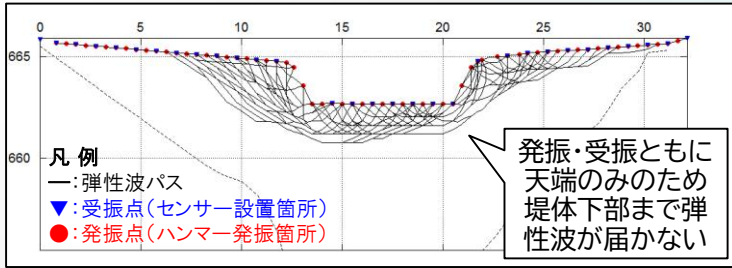 0 5 10 15 20 25 30
665
660
凡 例
―:弾性波パス
▼:受振点(センサー設置箇所)
●:発振点(ハンマー発振箇所)
発振・受振ともに
天端のみのため
堤体下部まで弾
性波が届かない